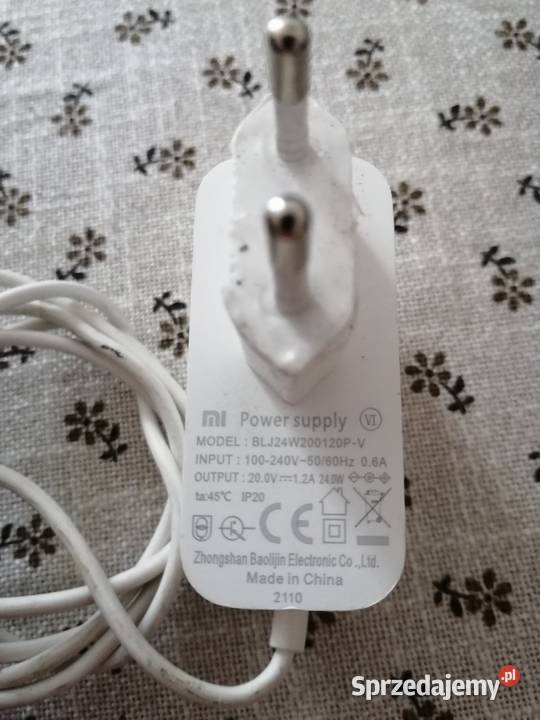 mi Power supply VI
MODEL : BLJ24W200120P-V
INPUT : 100-240V~50/60Hz 0.6A
OUTPUT : 20.0V⎓1.2A 24.0W
ta:45℃ IP20
CE
Zhongshan Baolijin Electronic Co .,Ltd.
Made in China
2110
Sprzedajemy.pl